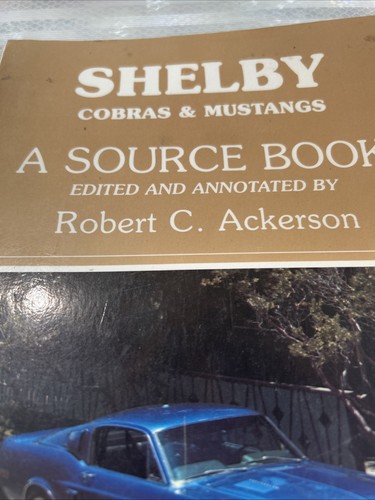 SHELBY
COBRAS & MUSTANGS
A SOURCE BOOK
EDITED AND ANNOTATED BY
Robert C. Ackerson